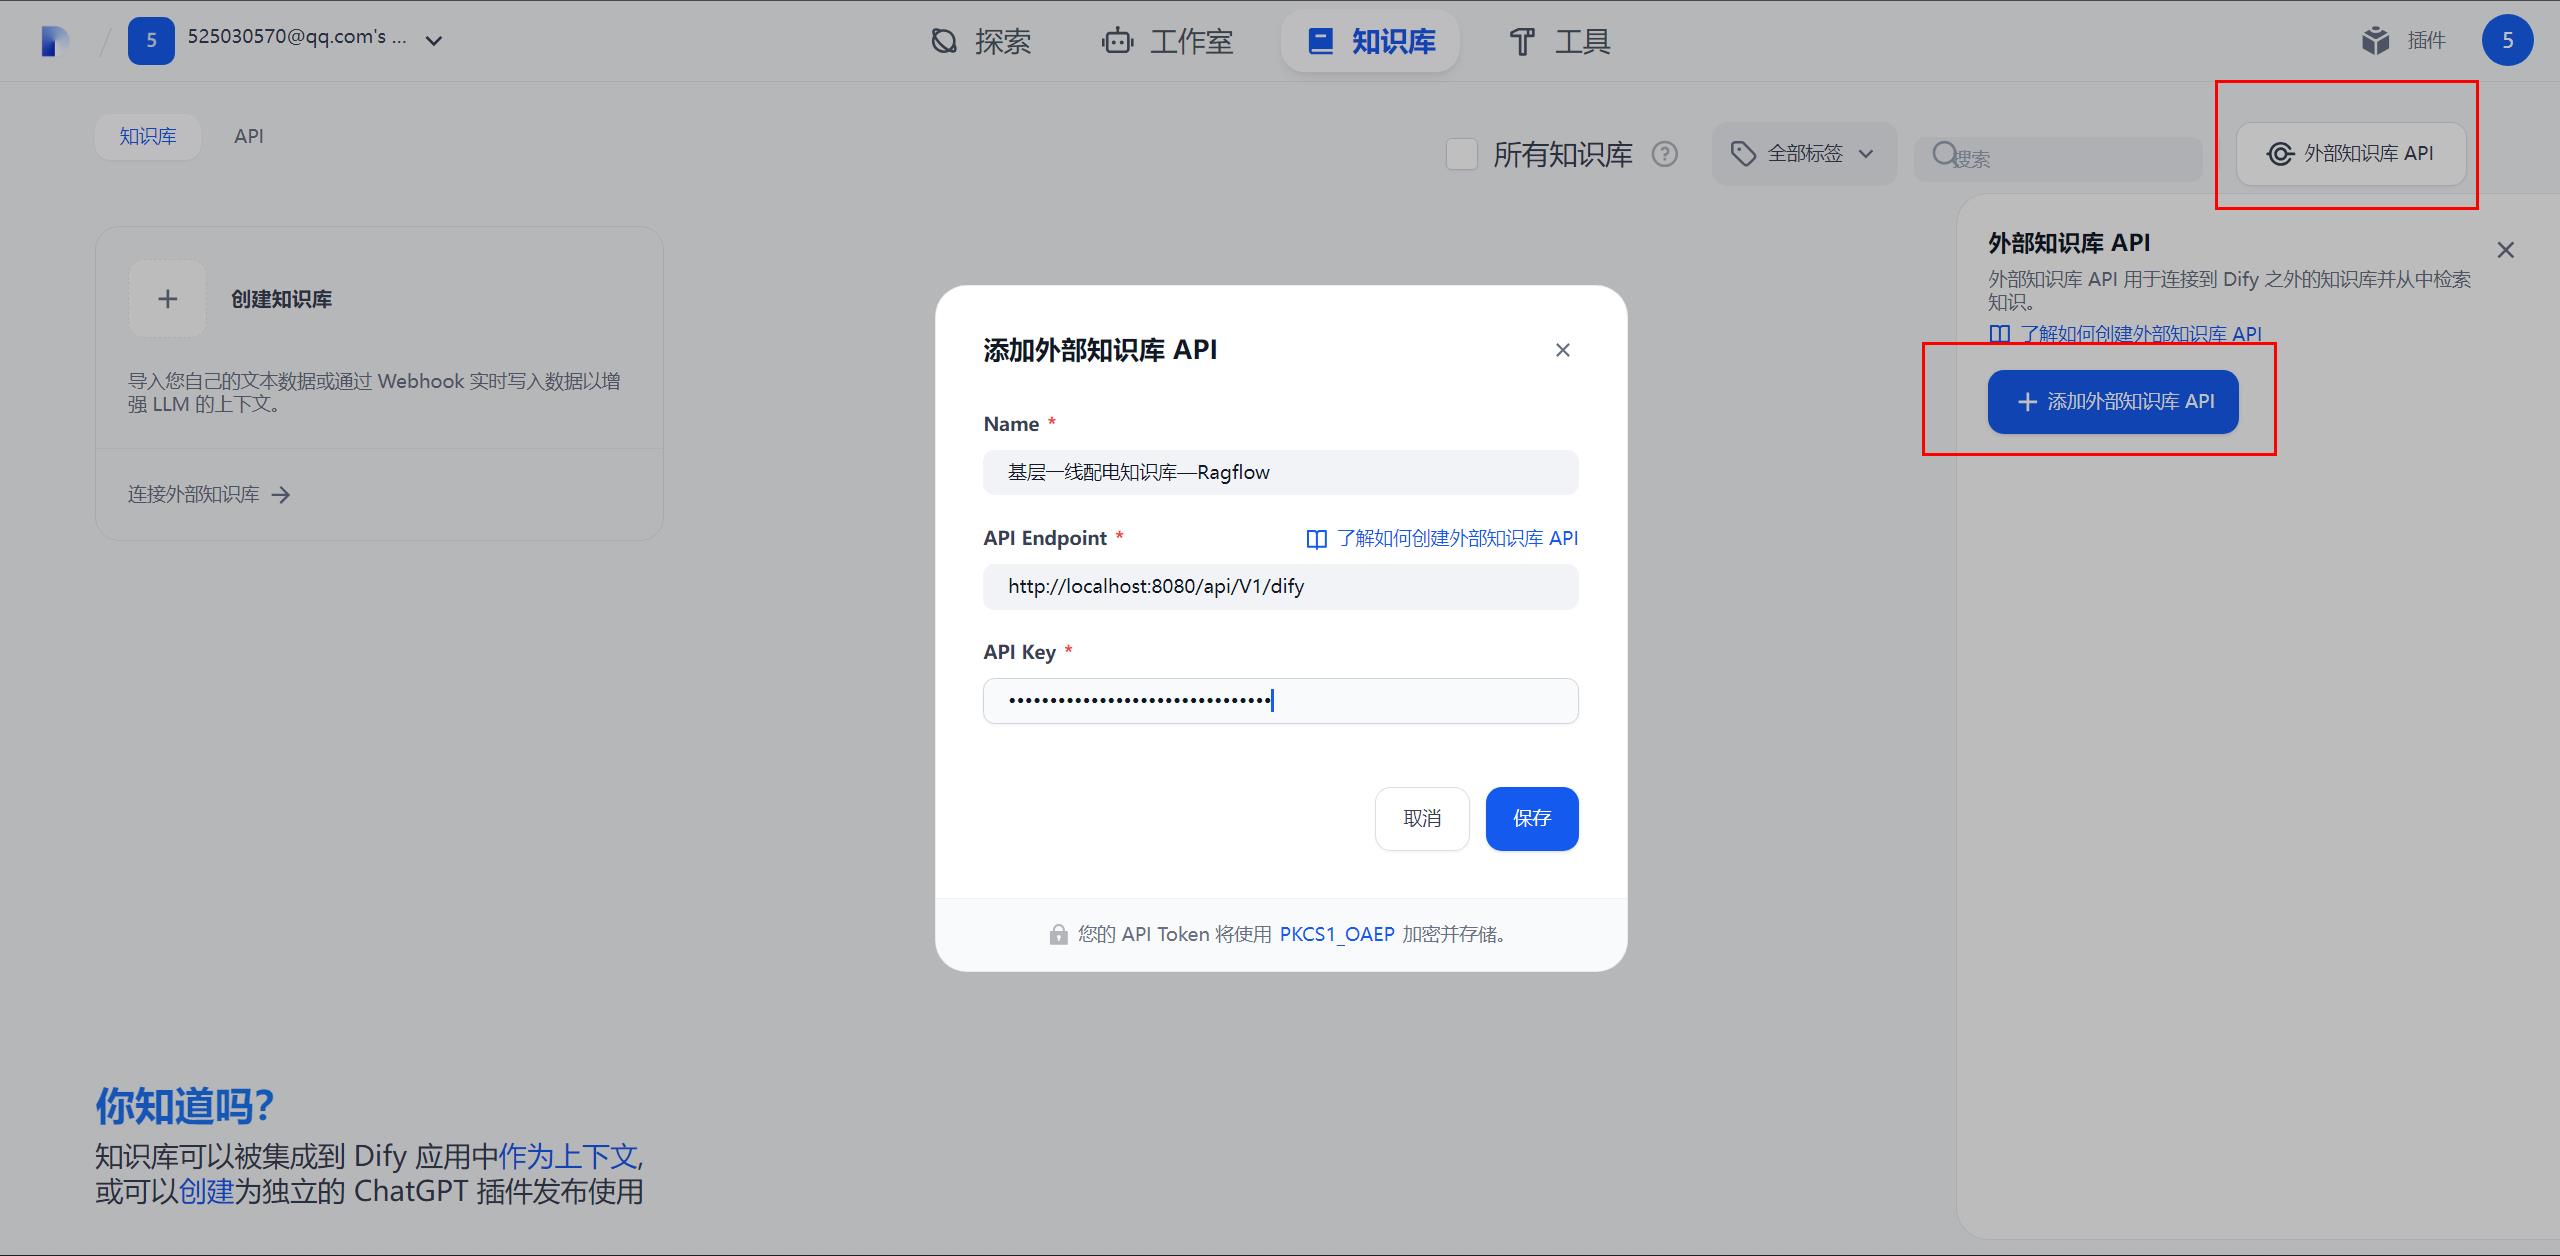 5
525030570@qq.com's ...
探索
工作室
知识库
工具
插件
5
知识库
API
所有知识库
全部标签
搜索
外部知识库 API
创建知识库
导入您自己的文本数据或通过 Webhook 实时写入数据以增
强 LLM 的上下文。
连接外部知识库
添加外部知识库 API
Name *
基层一线配电知识库—Ragflow
API Endpoint *
了解如何创建外部知识库 API
http://localhost:8080/api/V1/dify
API Key *
••••••••••••••••••••••••••••••••
取消
保存
您的 API Token 将使用 PKCS1_OAEP 加密并存储。
外部知识库 API
外部知识库 API 用于连接到 Dify 之外的知识库并从中检索
知识。
了解如何创建外部知识库 API
添加外部知识库 API
你知道吗?
知识库可以被集成到 Dify 应用中作为上下文,
或可以创建为独立的 ChatGPT 插件发布使用